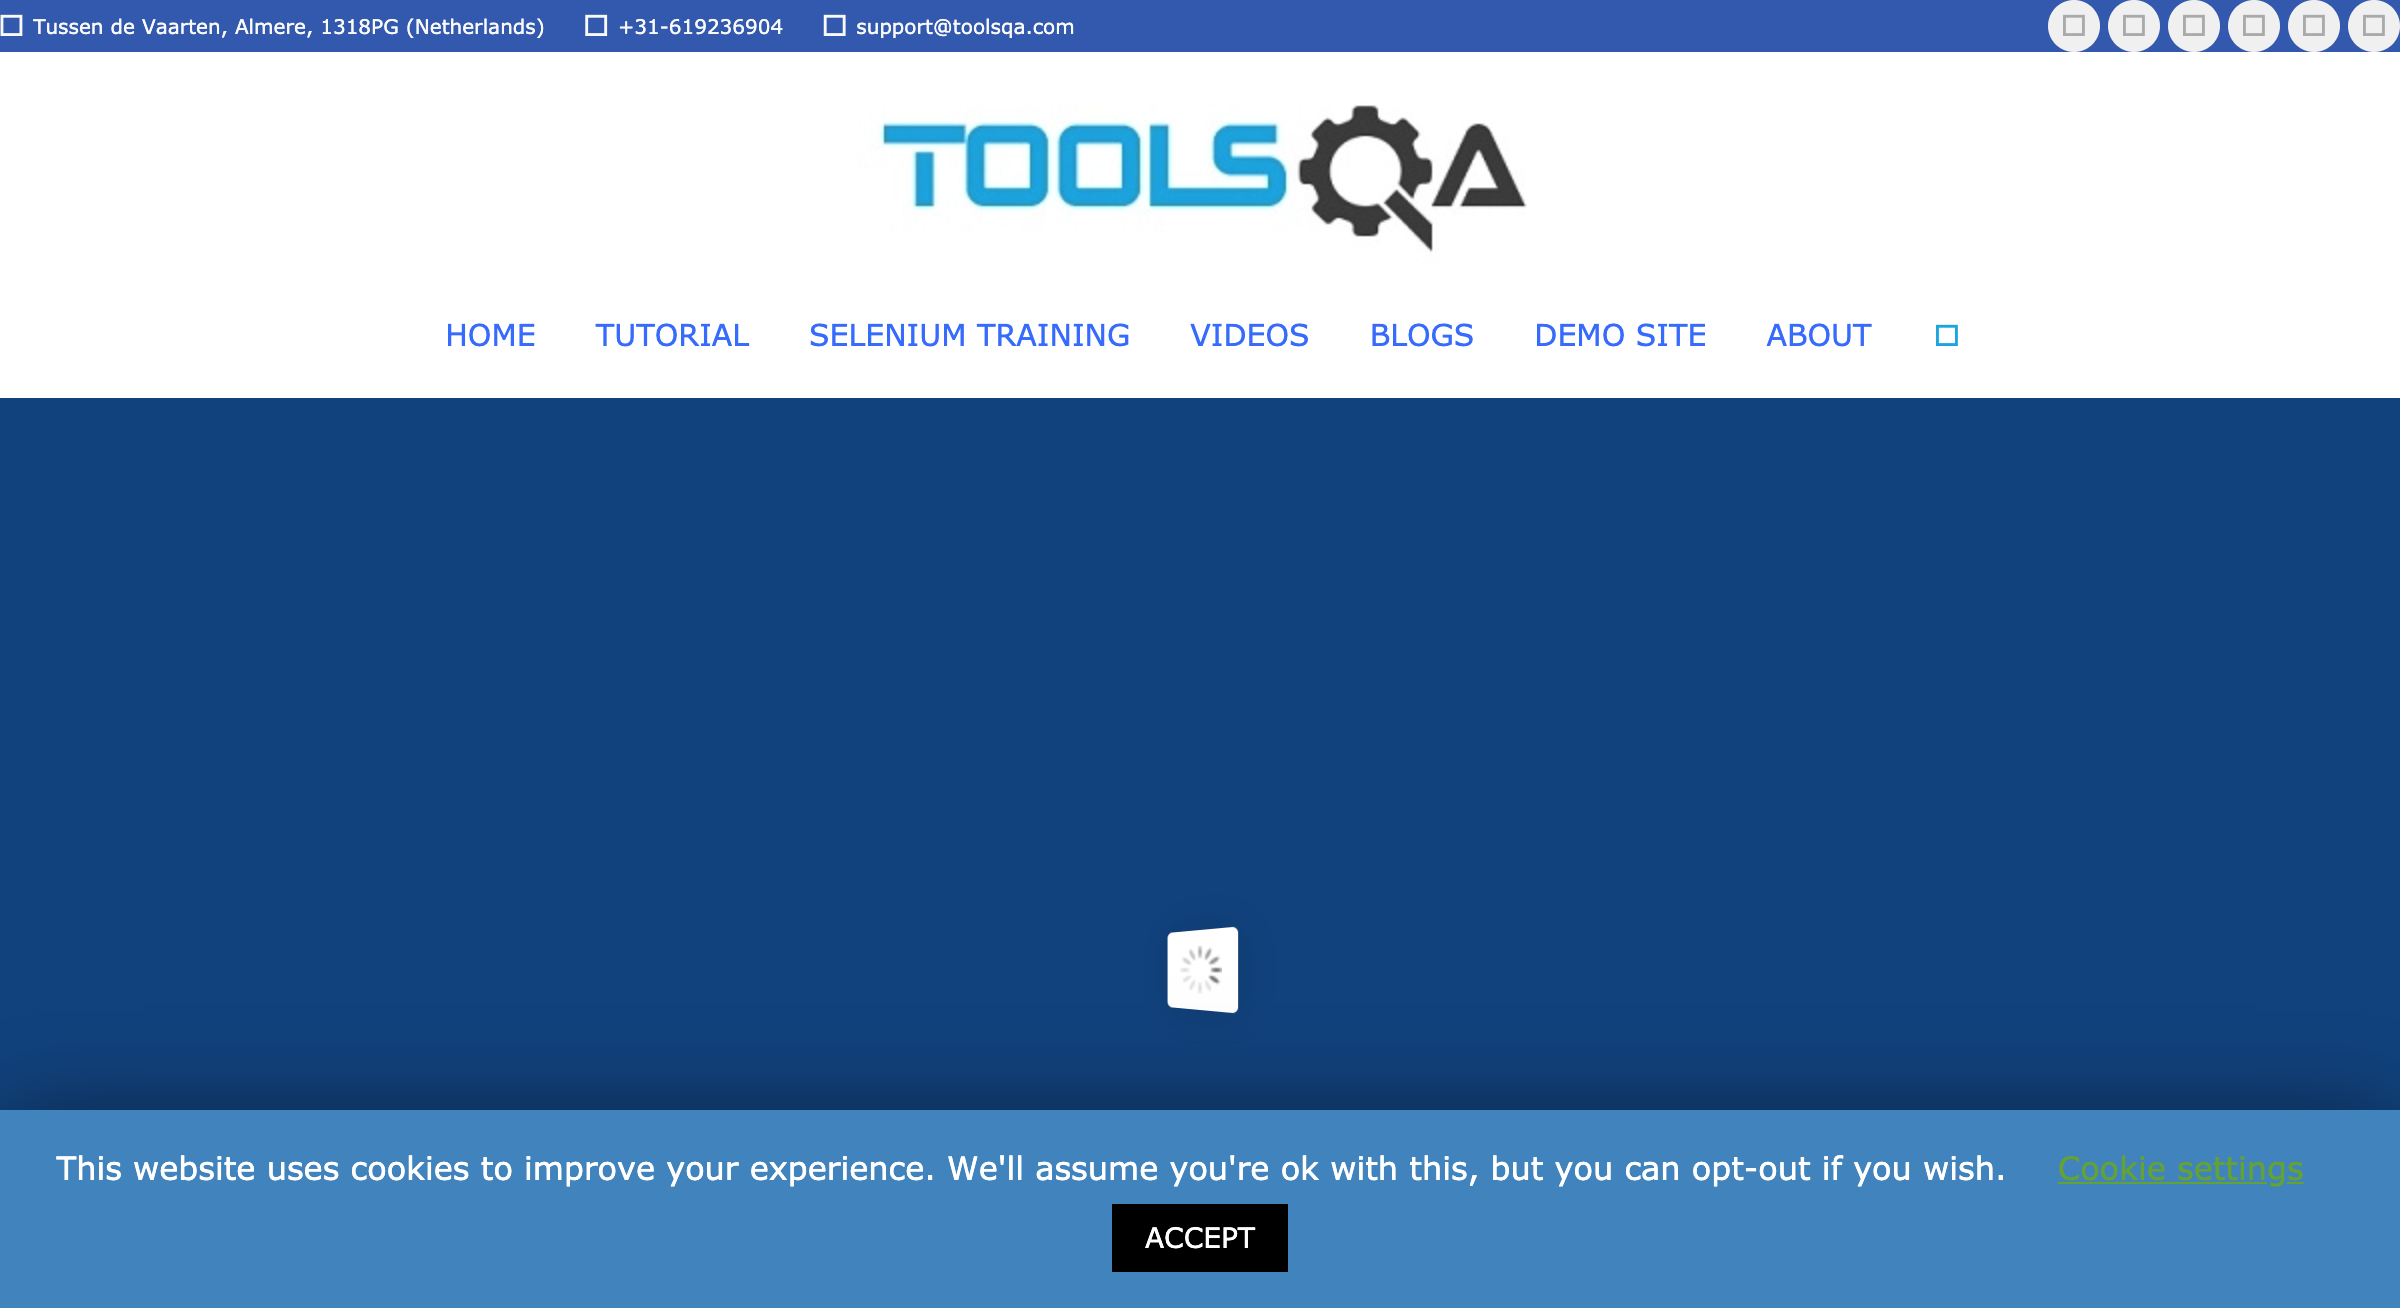 Tussen de Vaarten, Almere, 1318PG (Netherlands) +31-619236904 support@toolsqa.com
TOOLSQA
HOME TUTORIAL SELENIUM TRAINING VIDEOS BLOGS DEMO SITE ABOUT
This website uses cookies to improve your experience. We'll assume you're ok with this, but you can opt-out if you wish. Cookie settings
ACCEPT